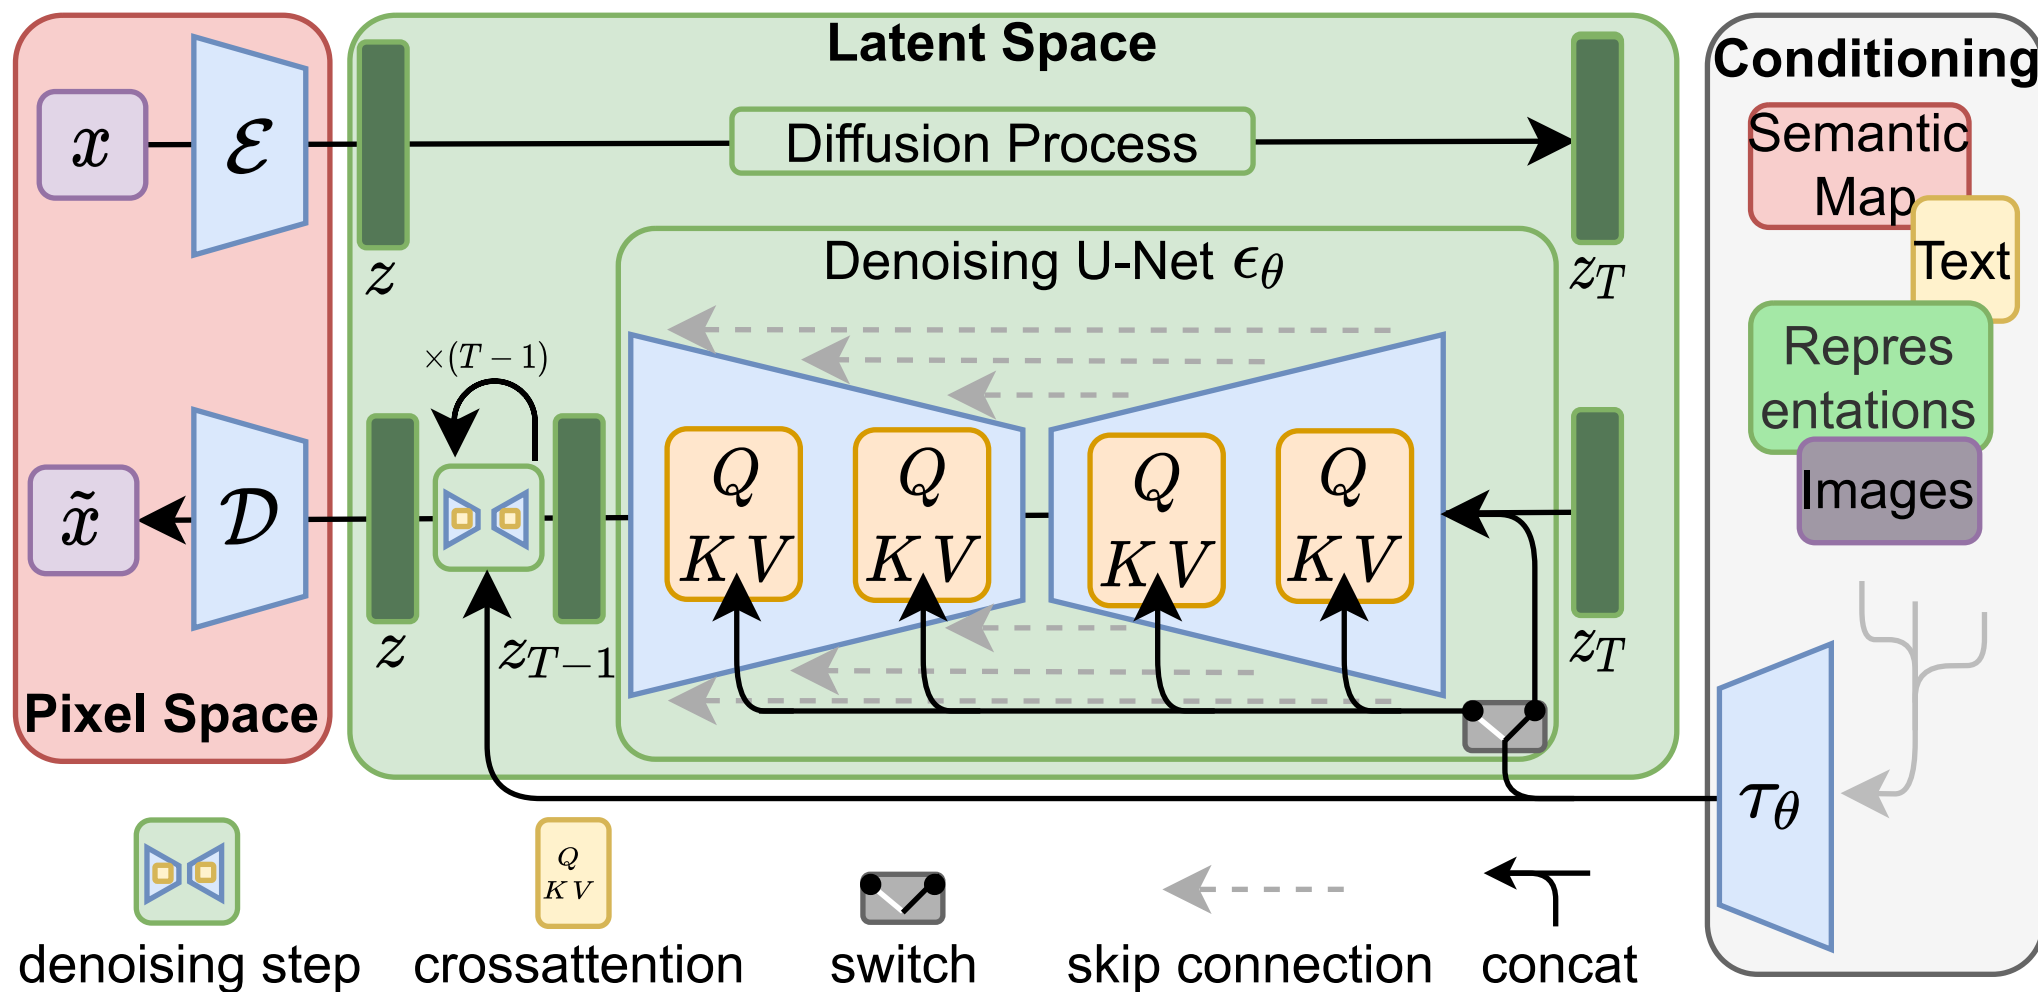 Latent Space
Conditioning
Semantic
Map
Text
Repres
entations
Images
x
ℰ
Diffusion Process
z
z_T
Denoising U-Net ϵ_θ
×(T − 1)
Q
K V
Q
K V
Q
K V
Q
K V
x̃
𝒟
z
z_{T−1}
z_T
Pixel Space
τ_θ
Q
K V
denoising step
crossattention
switch
skip connection
concat